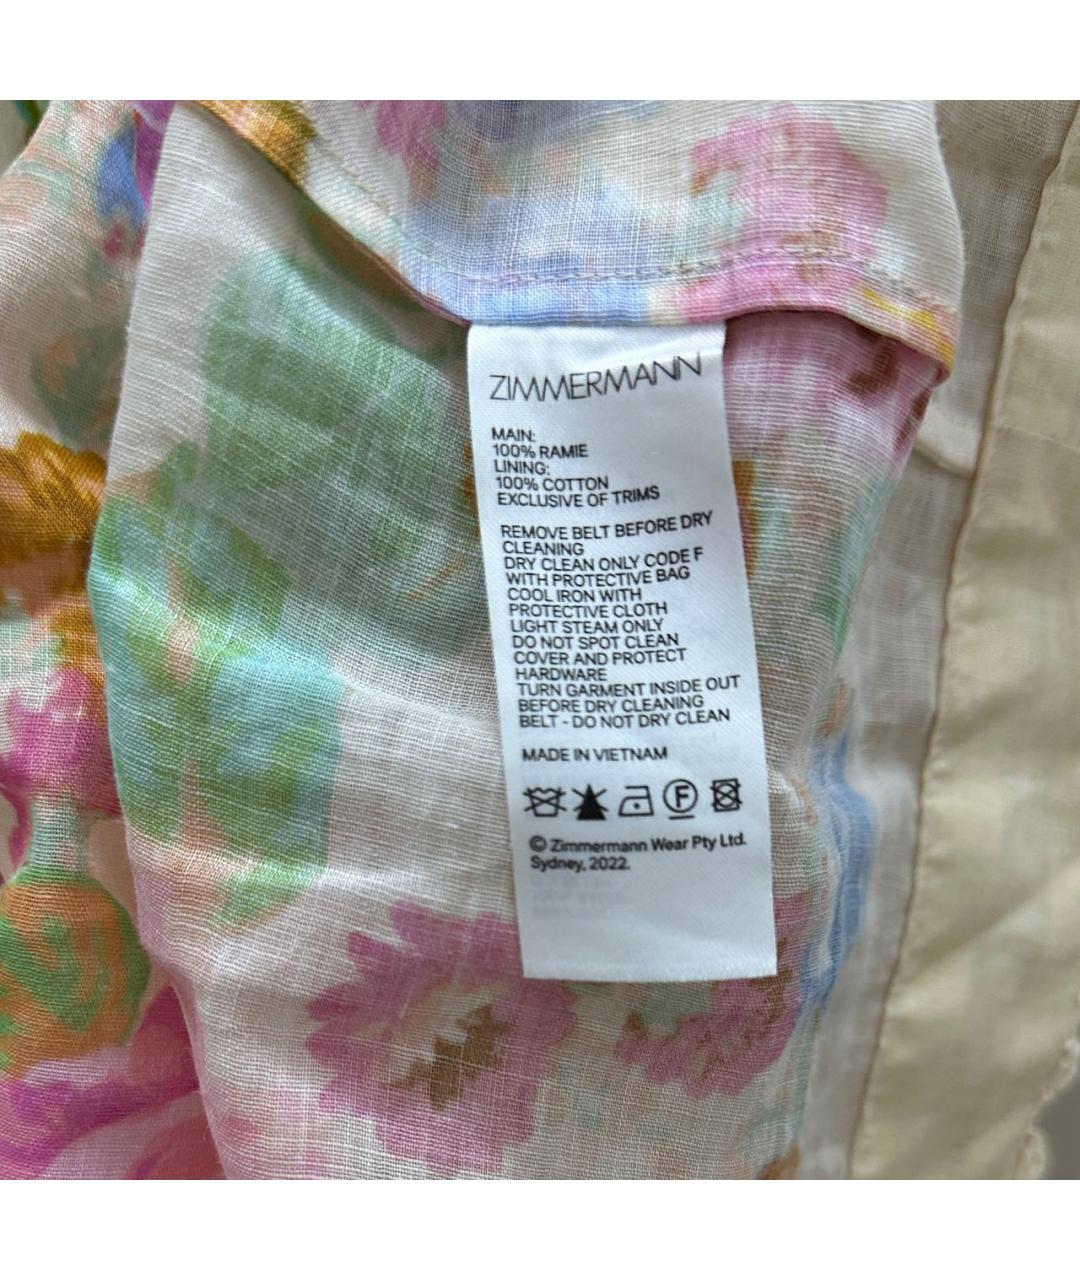 ZIMMERMANN
MAIN:
100% RAMIE
LINING:
100% COTTON
EXCLUSIVE OF TRIMS
REMOVE BELT BEFORE DRY
CLEANING
DRY CLEAN ONLY CODE F
WITH PROTECTIVE BAG
COOL IRON WITH
PROTECTIVE CLOTH
LIGHT STEAM ONLY
DO NOT SPOT CLEAN
COVER AND PROTECT
HARDWARE
TURN GARMENT INSIDE OUT
BEFORE DRY CLEANING
BELT - DO NOT DRY CLEAN
MADE IN VIETNAM
F
© Zimmermann Wear Pty Ltd.
Sydney, 2022.